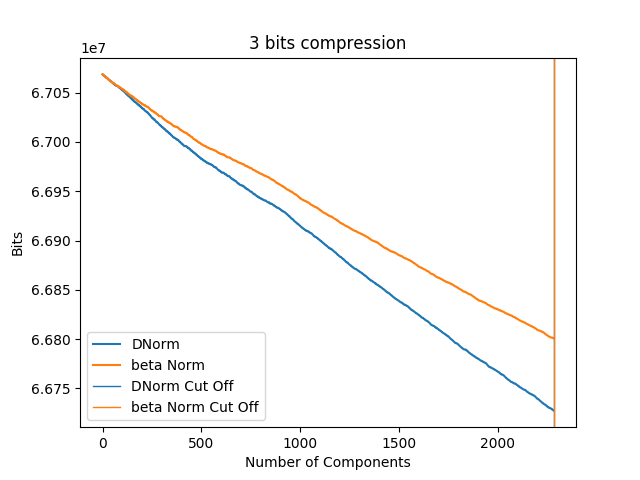 3 bits compression
1e7
6.705
6.700
6.695
6.690
6.685
6.680
6.675
Bits
DNorm
beta Norm
DNorm Cut Off
beta Norm Cut Off
0 500 1000 1500 2000
Number of Components